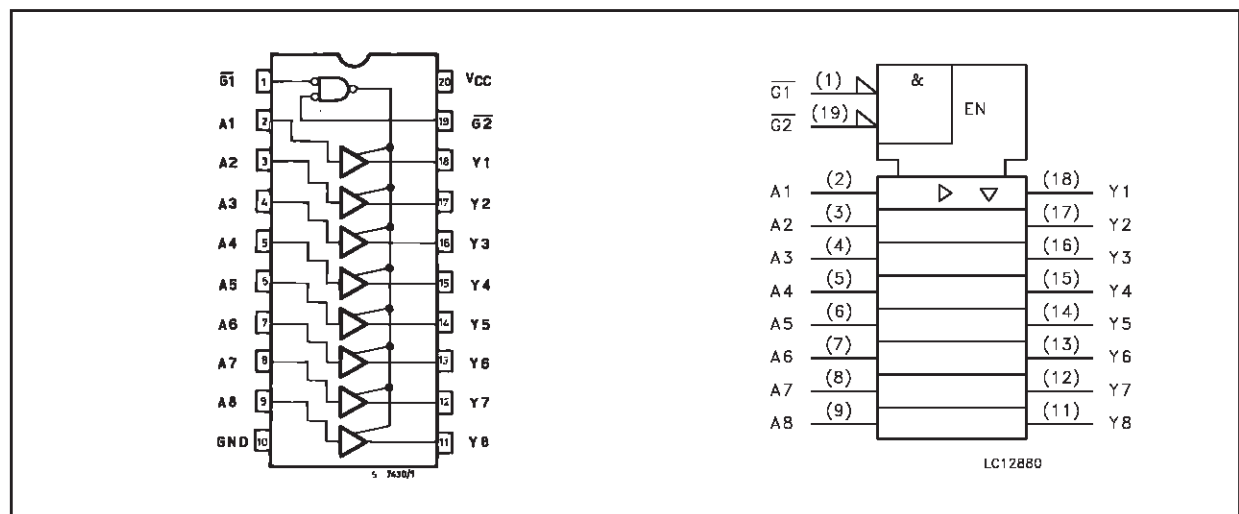 G1 1 20 VCC
A1 2 19 G2
A2 3 18 Y1
A3 4 17 Y2
A4 5 16 Y3
A5 6 15 Y4
A6 7 14 Y5
A7 8 13 Y6
A8 9 12 Y7
GND 10 11 Y8
S 7430/1
G1 (1) & EN
G2 (19)
A1 (2) (18) Y1
A2 (3) (17) Y2
A3 (4) (16) Y3
A4 (5) (15) Y4
A5 (6) (14) Y5
A6 (7) (13) Y6
A7 (8) (12) Y7
A8 (9) (11) Y8
LC12880